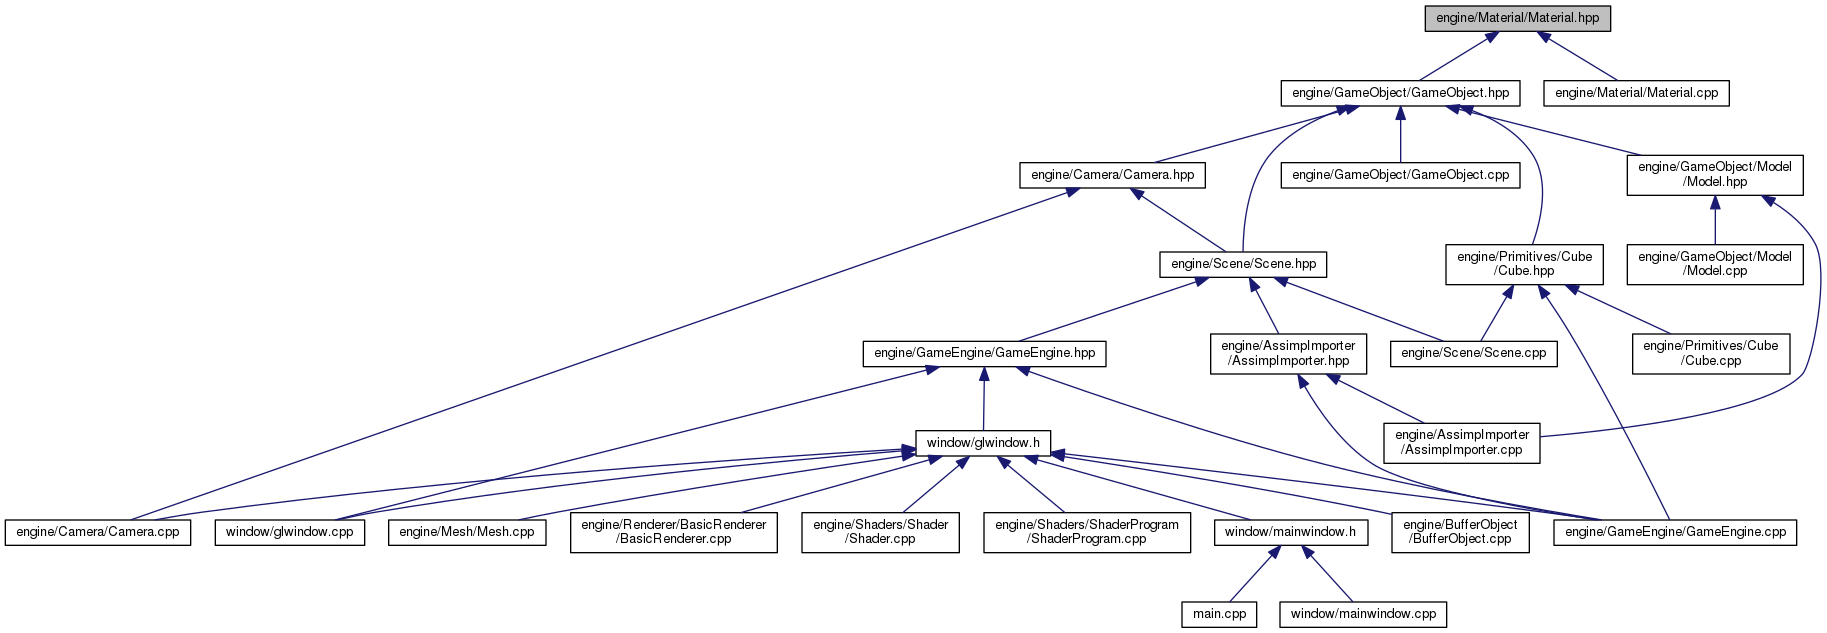 engine/Material/Material.hpp
engine/GameObject/GameObject.hpp
engine/Material/Material.cpp
engine/Camera/Camera.hpp
engine/GameObject/GameObject.cpp
engine/GameObject/Model
/Model.hpp
engine/Scene/Scene.hpp
engine/Primitives/Cube
/Cube.hpp
engine/GameObject/Model
/Model.cpp
engine/GameEngine/GameEngine.hpp
engine/AssimpImporter
/AssimpImporter.hpp
engine/Scene/Scene.cpp
engine/Primitives/Cube
/Cube.cpp
window/glwindow.h
engine/AssimpImporter
/AssimpImporter.cpp
engine/Camera/Camera.cpp
window/glwindow.cpp
engine/Mesh/Mesh.cpp
engine/Renderer/BasicRenderer
/BasicRenderer.cpp
engine/Shaders/Shader
/Shader.cpp
engine/Shaders/ShaderProgram
/ShaderProgram.cpp
window/mainwindow.h
engine/BufferObject
/BufferObject.cpp
engine/GameEngine/GameEngine.cpp
main.cpp
window/mainwindow.cpp